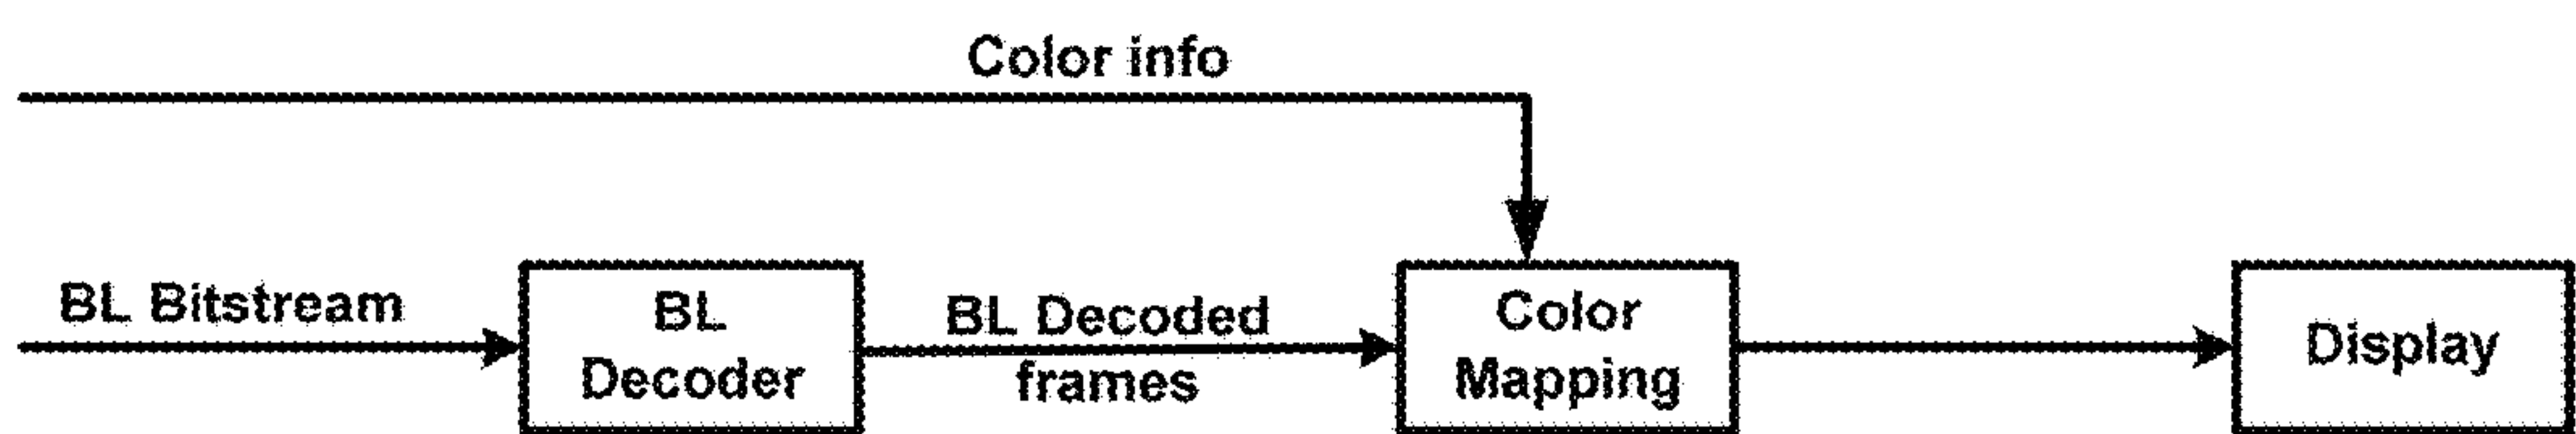 Color info
BL Bitstream
BL
Decoder
BL Decoded
frames
Color
Mapping
Display